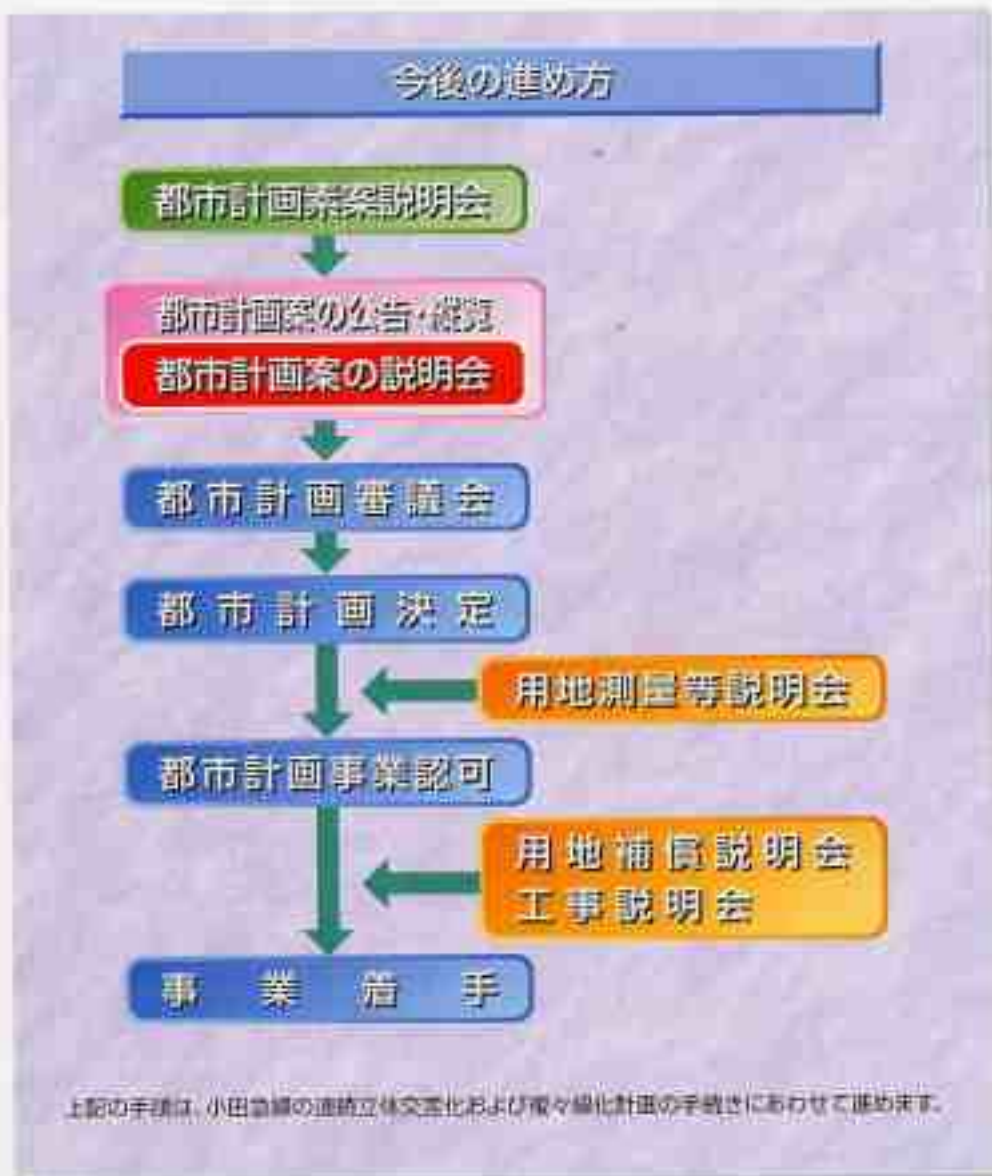 今後の進め方
都市計画素案説明会
都市計画案の公告・縦覧
都市計画案の説明会
都市計画審議会
都市計画決定
用地測量等説明会
都市計画事業認可
用地補償説明会
工事説明会
事業着手
上記の手続は、小田急線の連続立体交差化および複々線化計画の手続きにあわせて進めます。